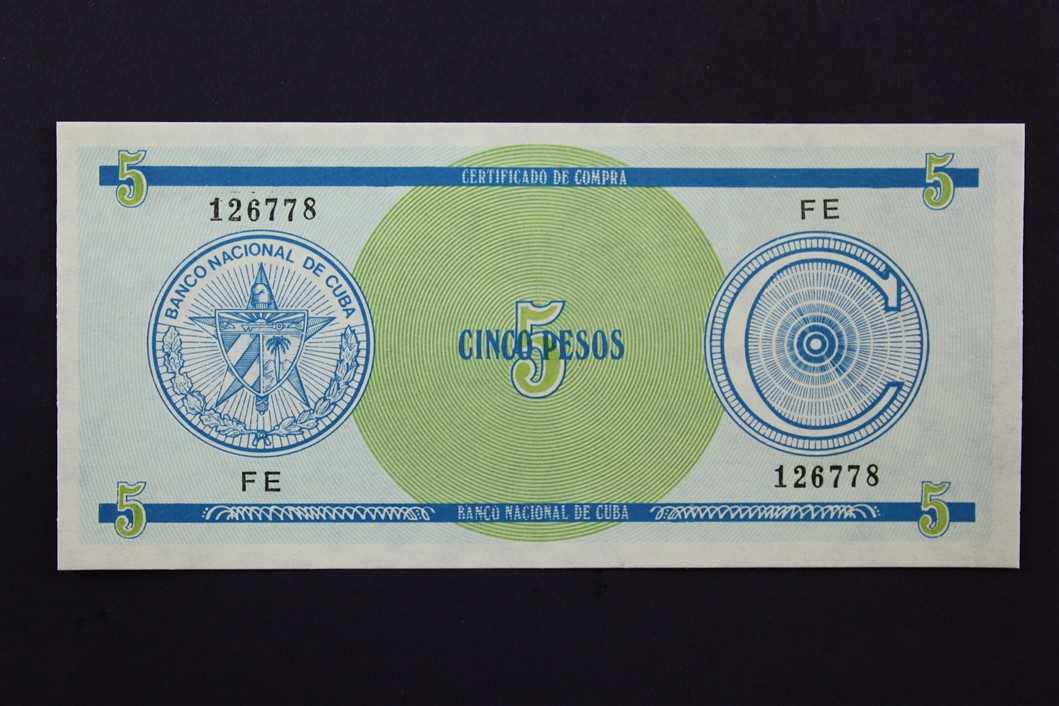 5 CERTIFICADO DE COMPRA 5
126778 FE
BANCO NACIONAL DE CUBA
5
CINCO PESOS
C
FE 126778
5 BANCO NACIONAL DE CUBA 5